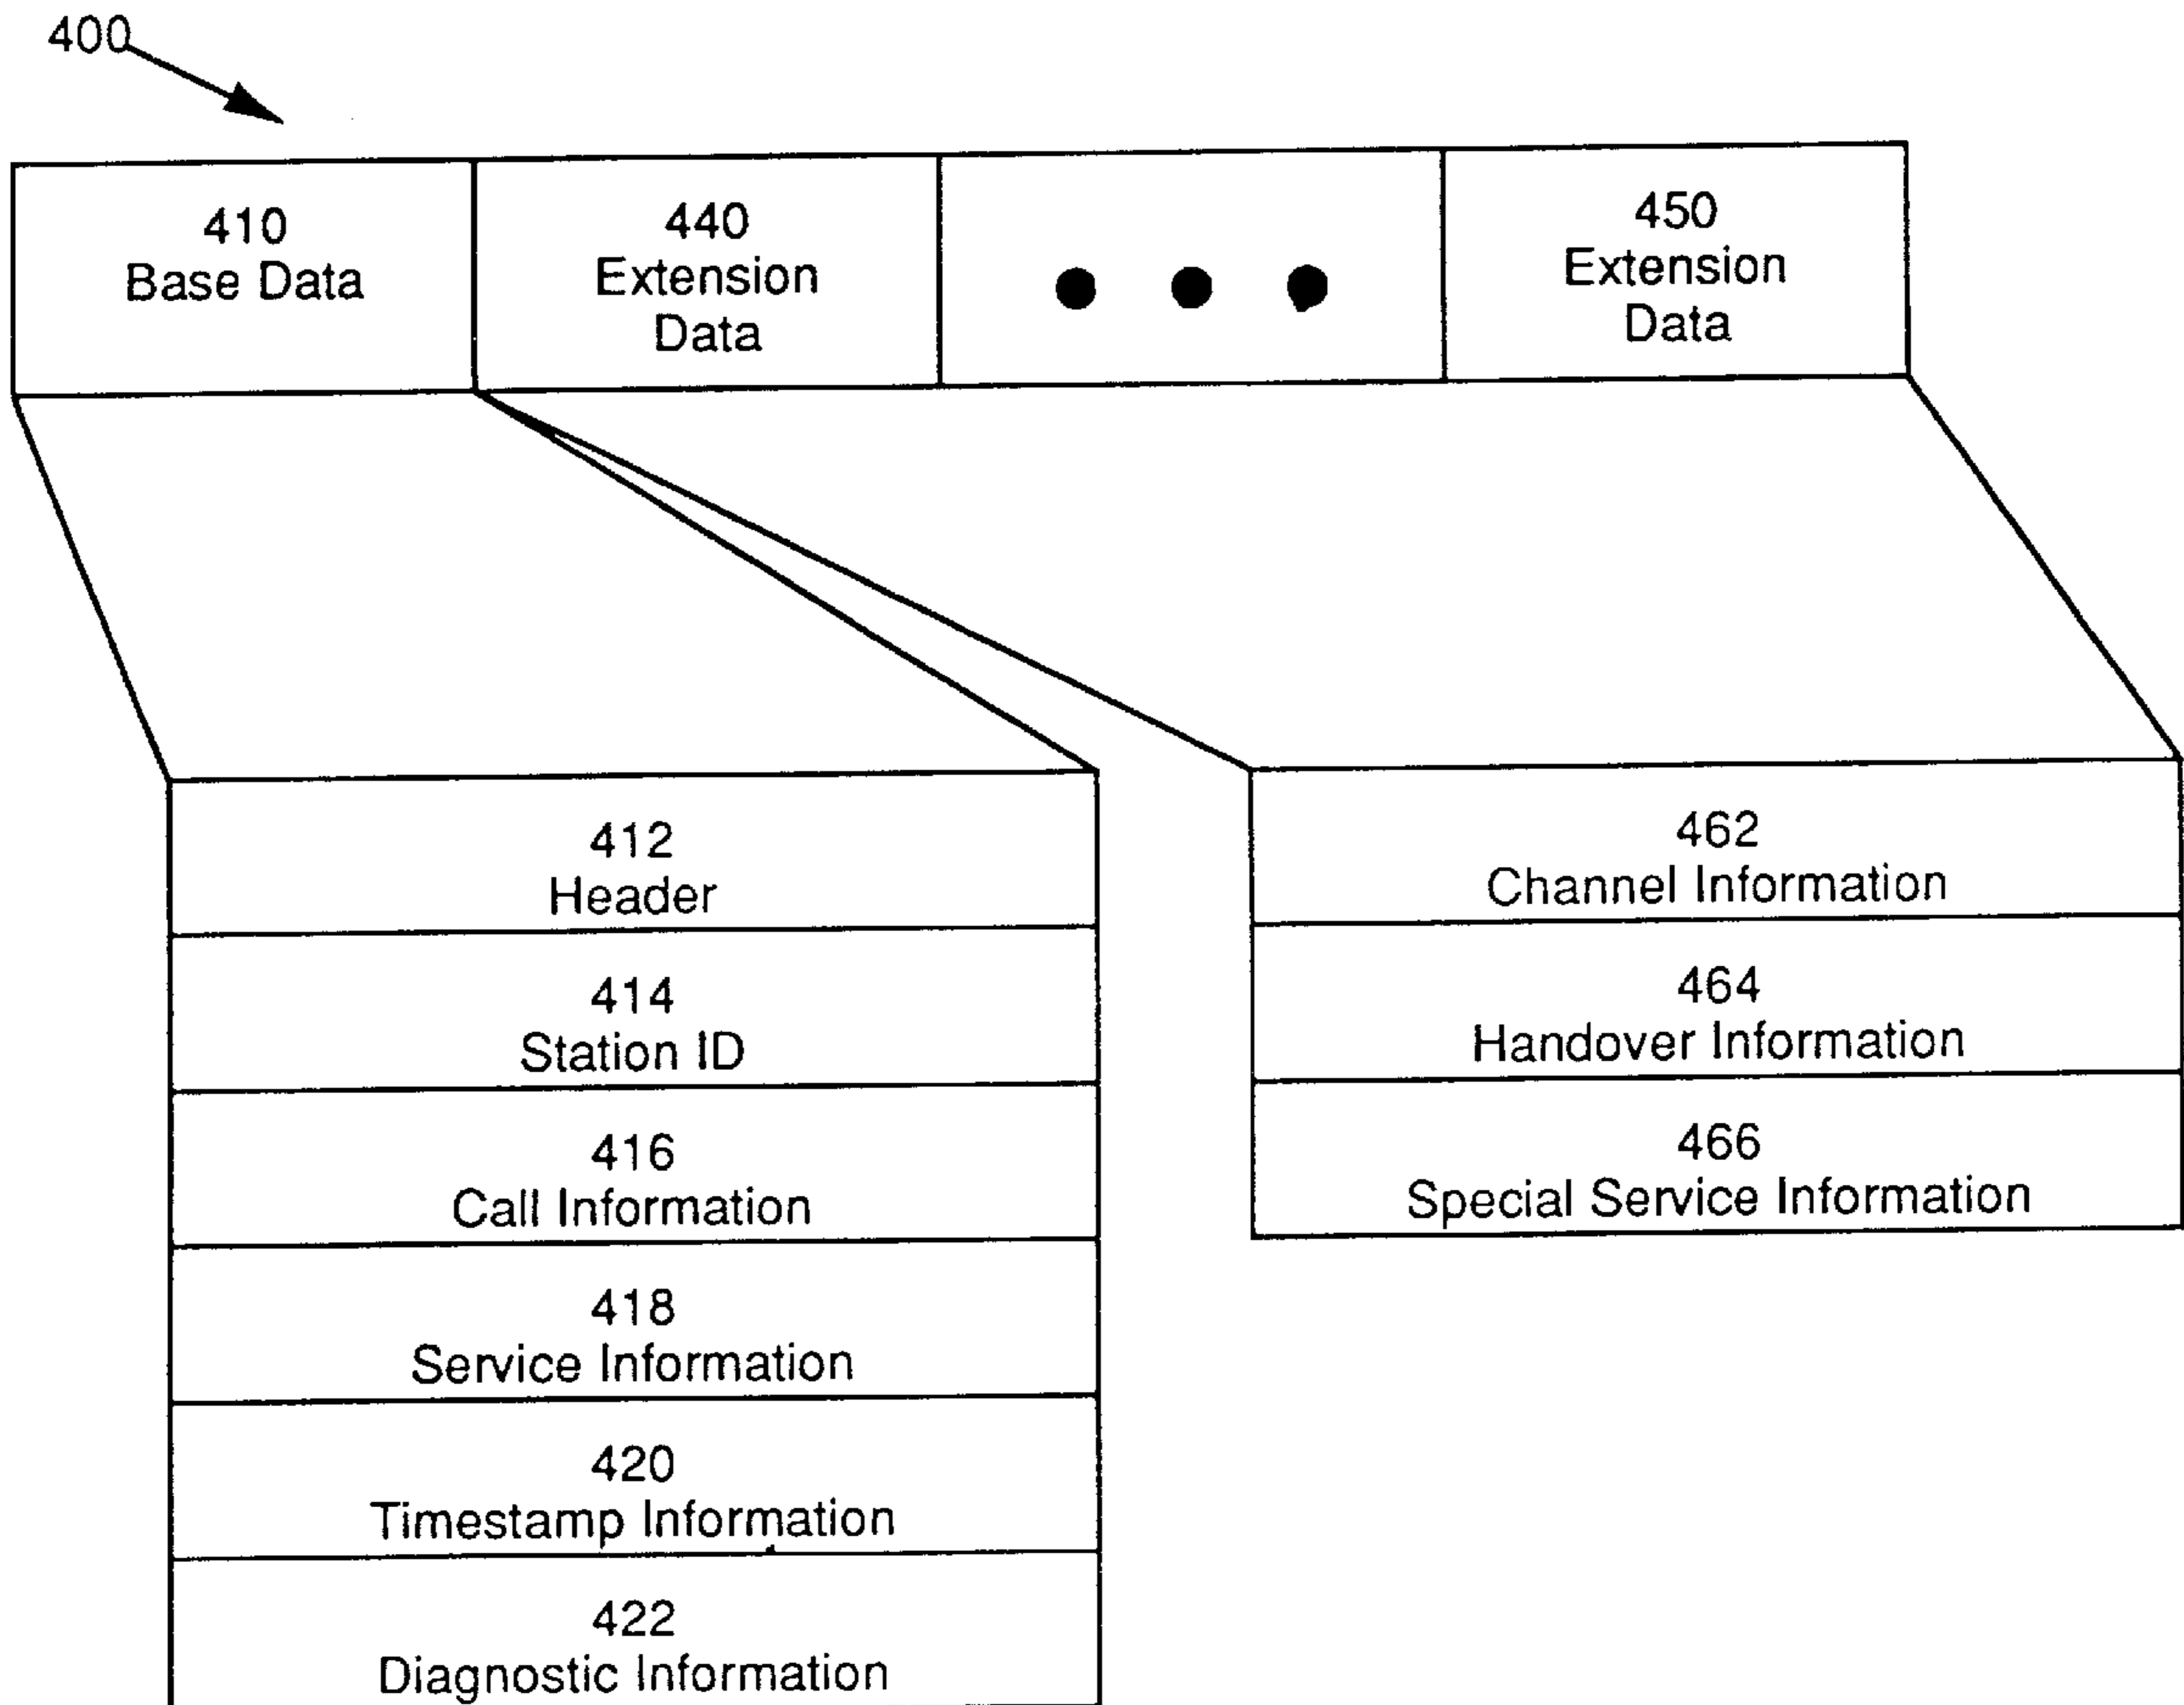 400
410
Base Data
440
Extension
Data
450
Extension
Data
412
Header
414
Station ID
416
Call Information
418
Service Information
420
Timestamp Information
422
Diagnostic Information
462
Channel Information
464
Handover Information
466
Special Service Information